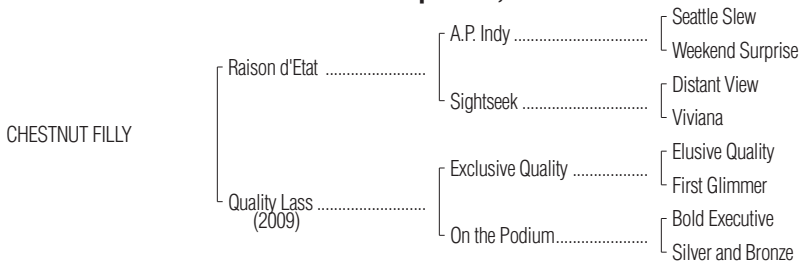 Seattle Slew
A.P. Indy ................................
Weekend Surprise
Raison d'Etat ........................
Distant View
Sightseek ................................
Viviana
CHESTNUT FILLY
Elusive Quality
Exclusive Quality ...................
First Glimmer
Quality Lass ..........................
(2009)
Bold Executive
On the Podium.......................
Silver and Bronze